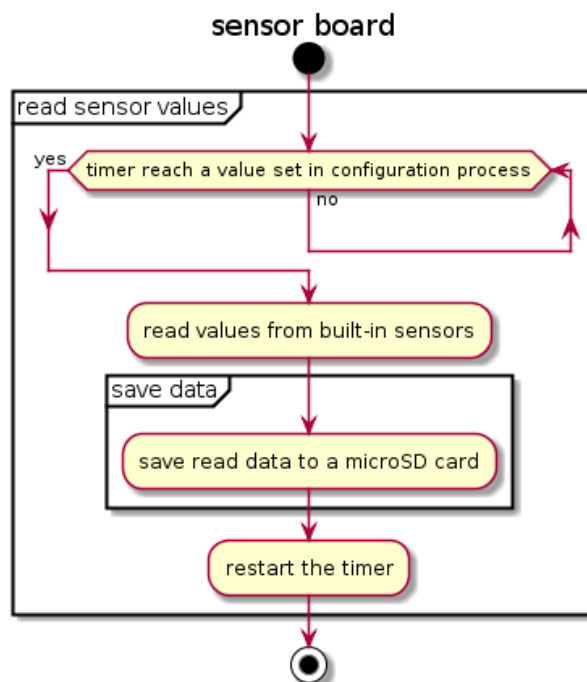 sensor board
read sensor values
yes
timer reach a value set in configuration process
no
read values from built-in sensors
save data
save read data to a microSD card
restart the timer